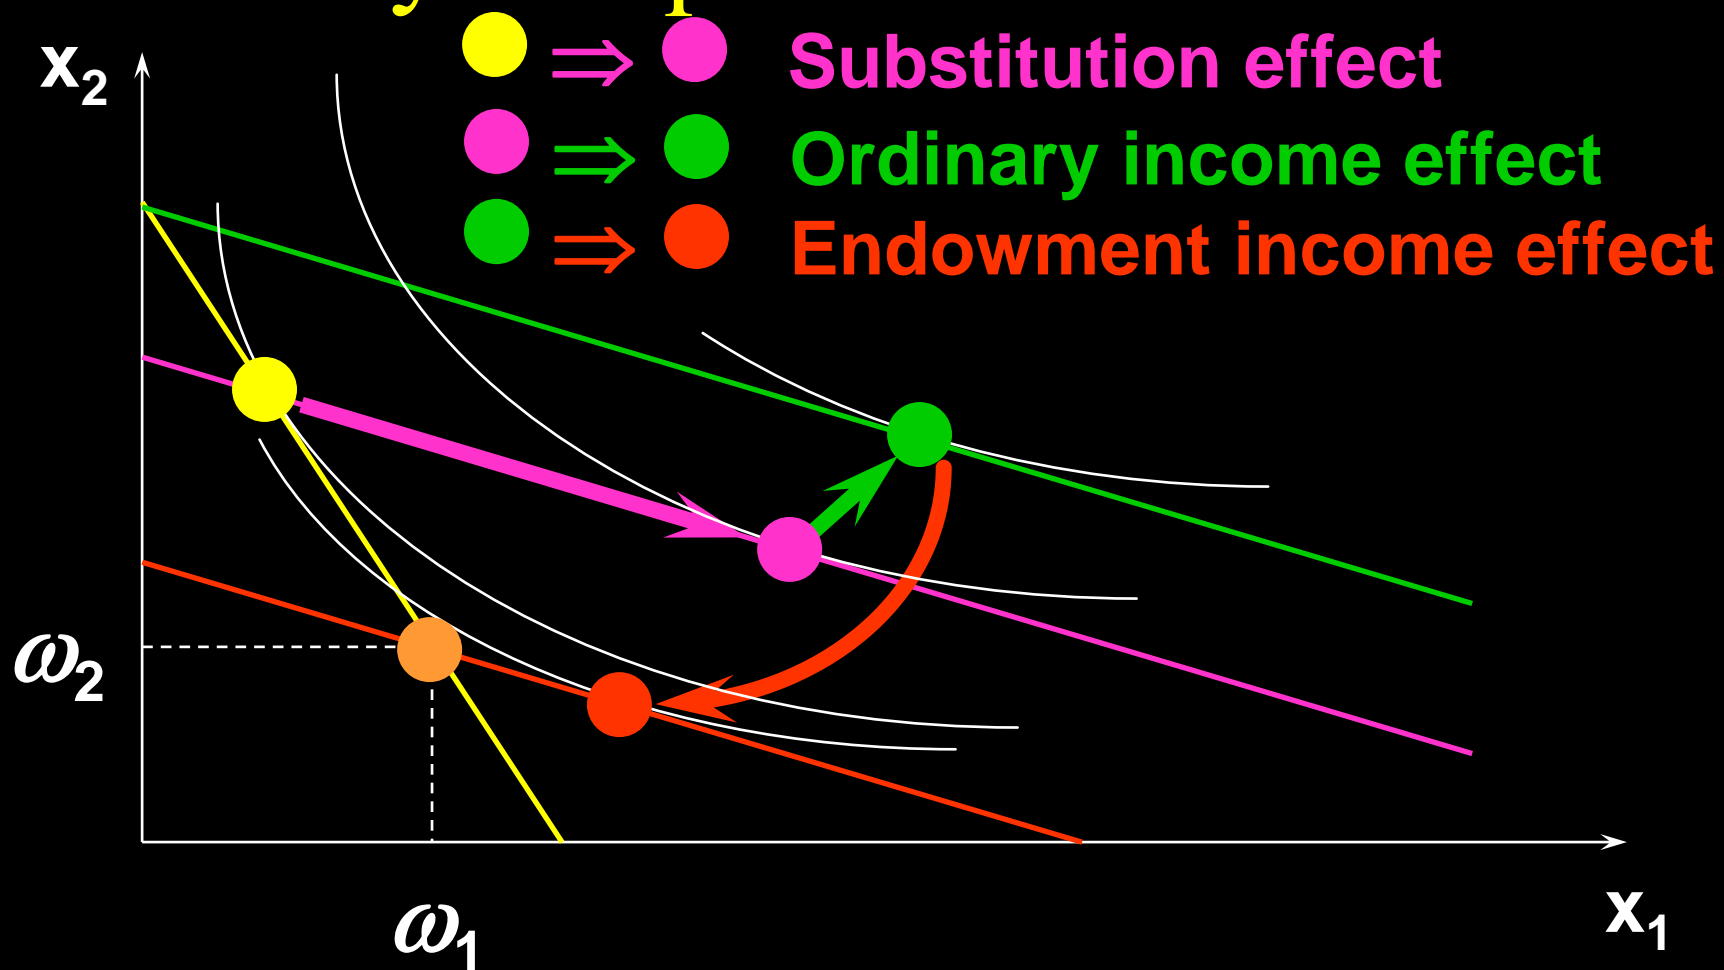 x₂
⇒ Substitution effect
⇒ Ordinary income effect
⇒ Endowment income effect
ω₂
ω₁
x₁